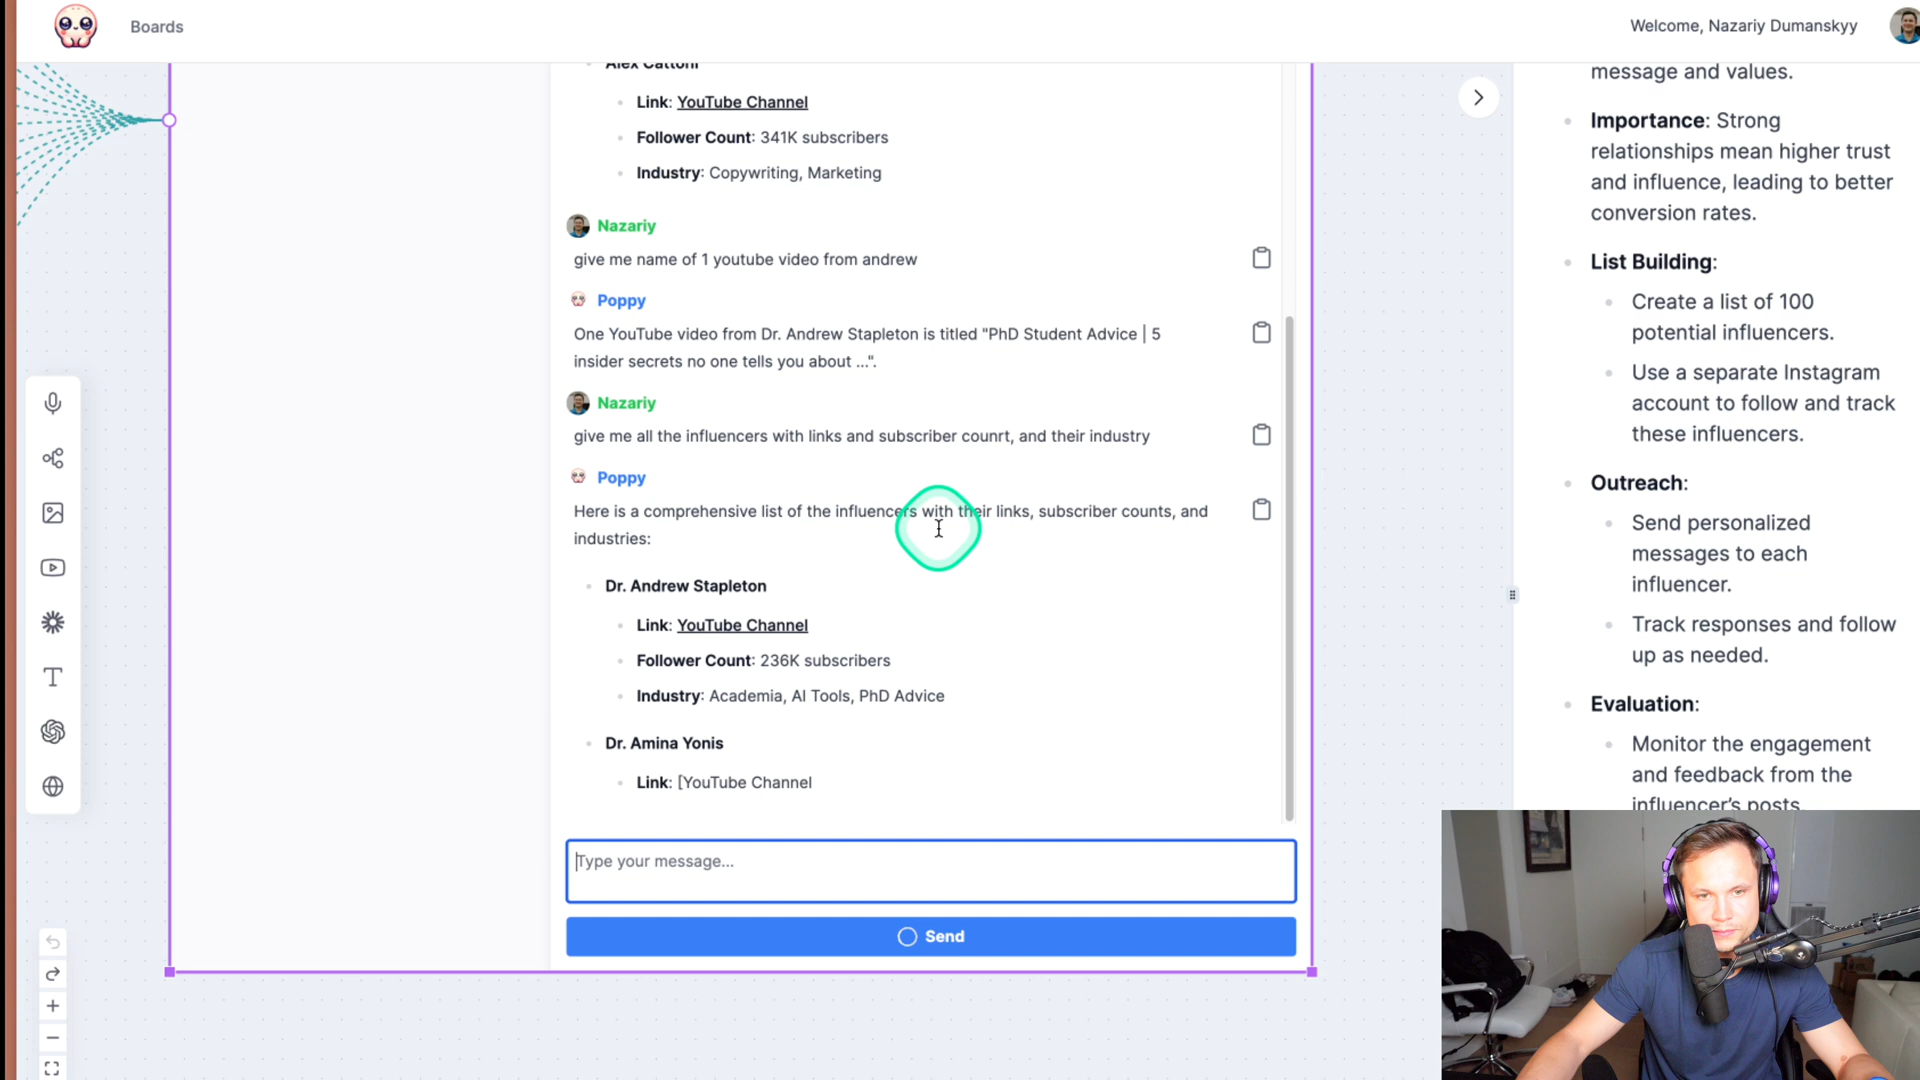 Boards
Welcome, Nazariy Dumanskyy
Alex Cattoni
Link: YouTube Channel
Follower Count: 341K subscribers
Industry: Copywriting, Marketing
Nazariy
give me name of 1 youtube video from andrew
Poppy
One YouTube video from Dr. Andrew Stapleton is titled "PhD Student Advice | 5
insider secrets no one tells you about ...".
Nazariy
give me all the influencers with links and subscriber counrt, and their industry
Poppy
Here is a comprehensive list of the influencers with their links, subscriber counts, and
industries:
Dr. Andrew Stapleton
Link: YouTube Channel
Follower Count: 236K subscribers
Industry: Academia, AI Tools, PhD Advice
Dr. Amina Yonis
Link: [YouTube Channel
Type your message...
Send
message and values.
Importance: Strong
relationships mean higher trust
and influence, leading to better
conversion rates.
List Building:
Create a list of 100
potential influencers.
Use a separate Instagram
account to follow and track
these influencers.
Outreach:
Send personalized
messages to each
influencer.
Track responses and follow
up as needed.
Evaluation:
Monitor the engagement
and feedback from the
influencer's posts